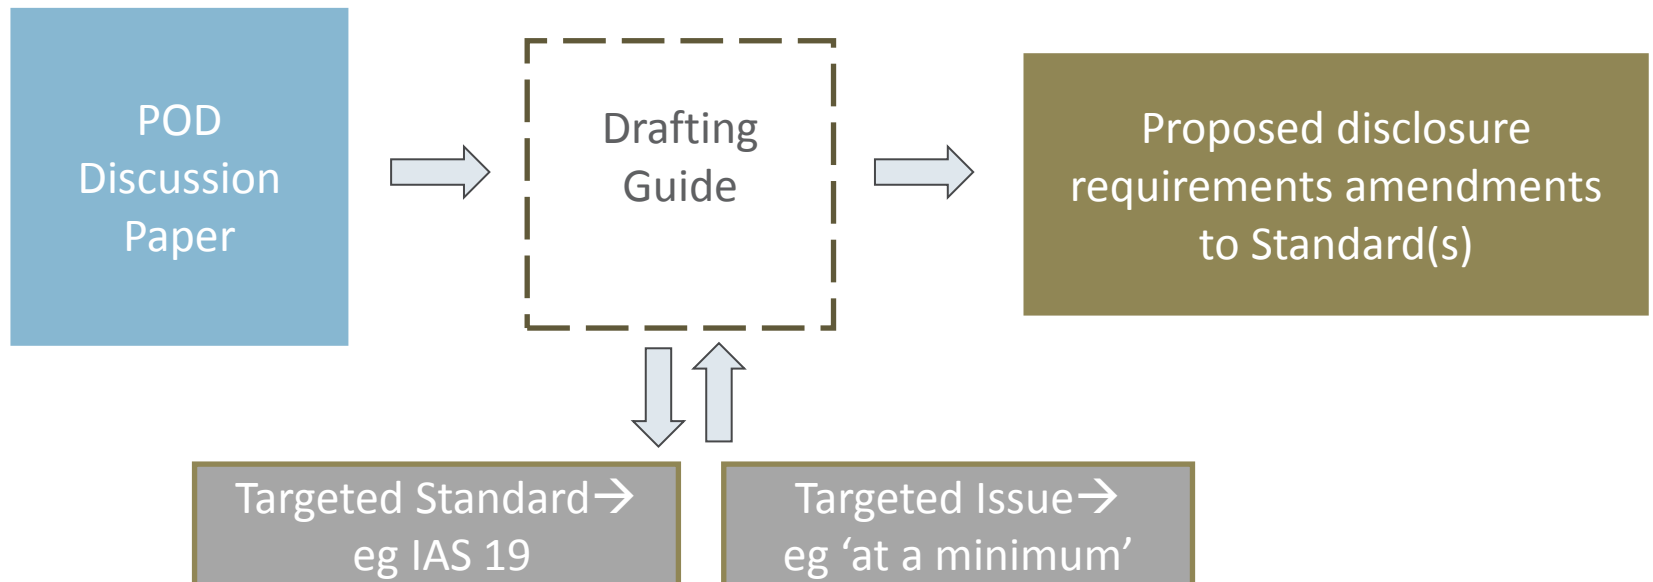 POD
Discussion
Paper
Drafting
Guide
Proposed disclosure
requirements amendments
to Standard(s)
Targeted Standard→
eg IAS 19
Targeted Issue→
eg ‘at a minimum’